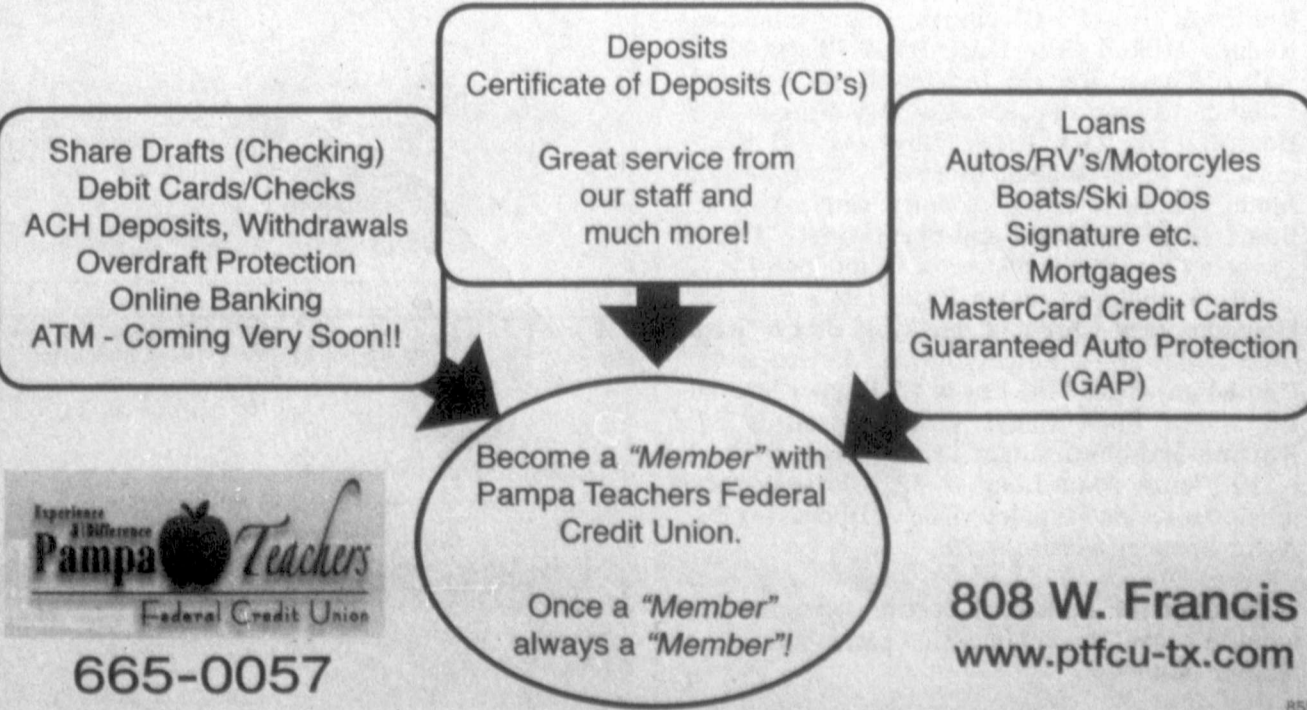 Deposits
Certificate of Deposits (CD's)
Great service from
our staff and
much more!
Share Drafts (Checking)
Debit Cards/Checks
ACH Deposits, Withdrawals
Overdraft Protection
Online Banking
ATM - Coming Very Soon!!
Loans
Autos/RV's/Motorcyles
Boats/Ski Doos
Signature etc.
Mortgages
MasterCard Credit Cards
Guaranteed Auto Protection
(GAP)
Become a "Member" with
Pampa Teachers Federal
Credit Union.
Once a "Member"
always a "Member"!
Experience
Difference
Pampa Teachers
Federal Credit Union
665-0057
808 W. Francis
www.ptfcu-tx.com